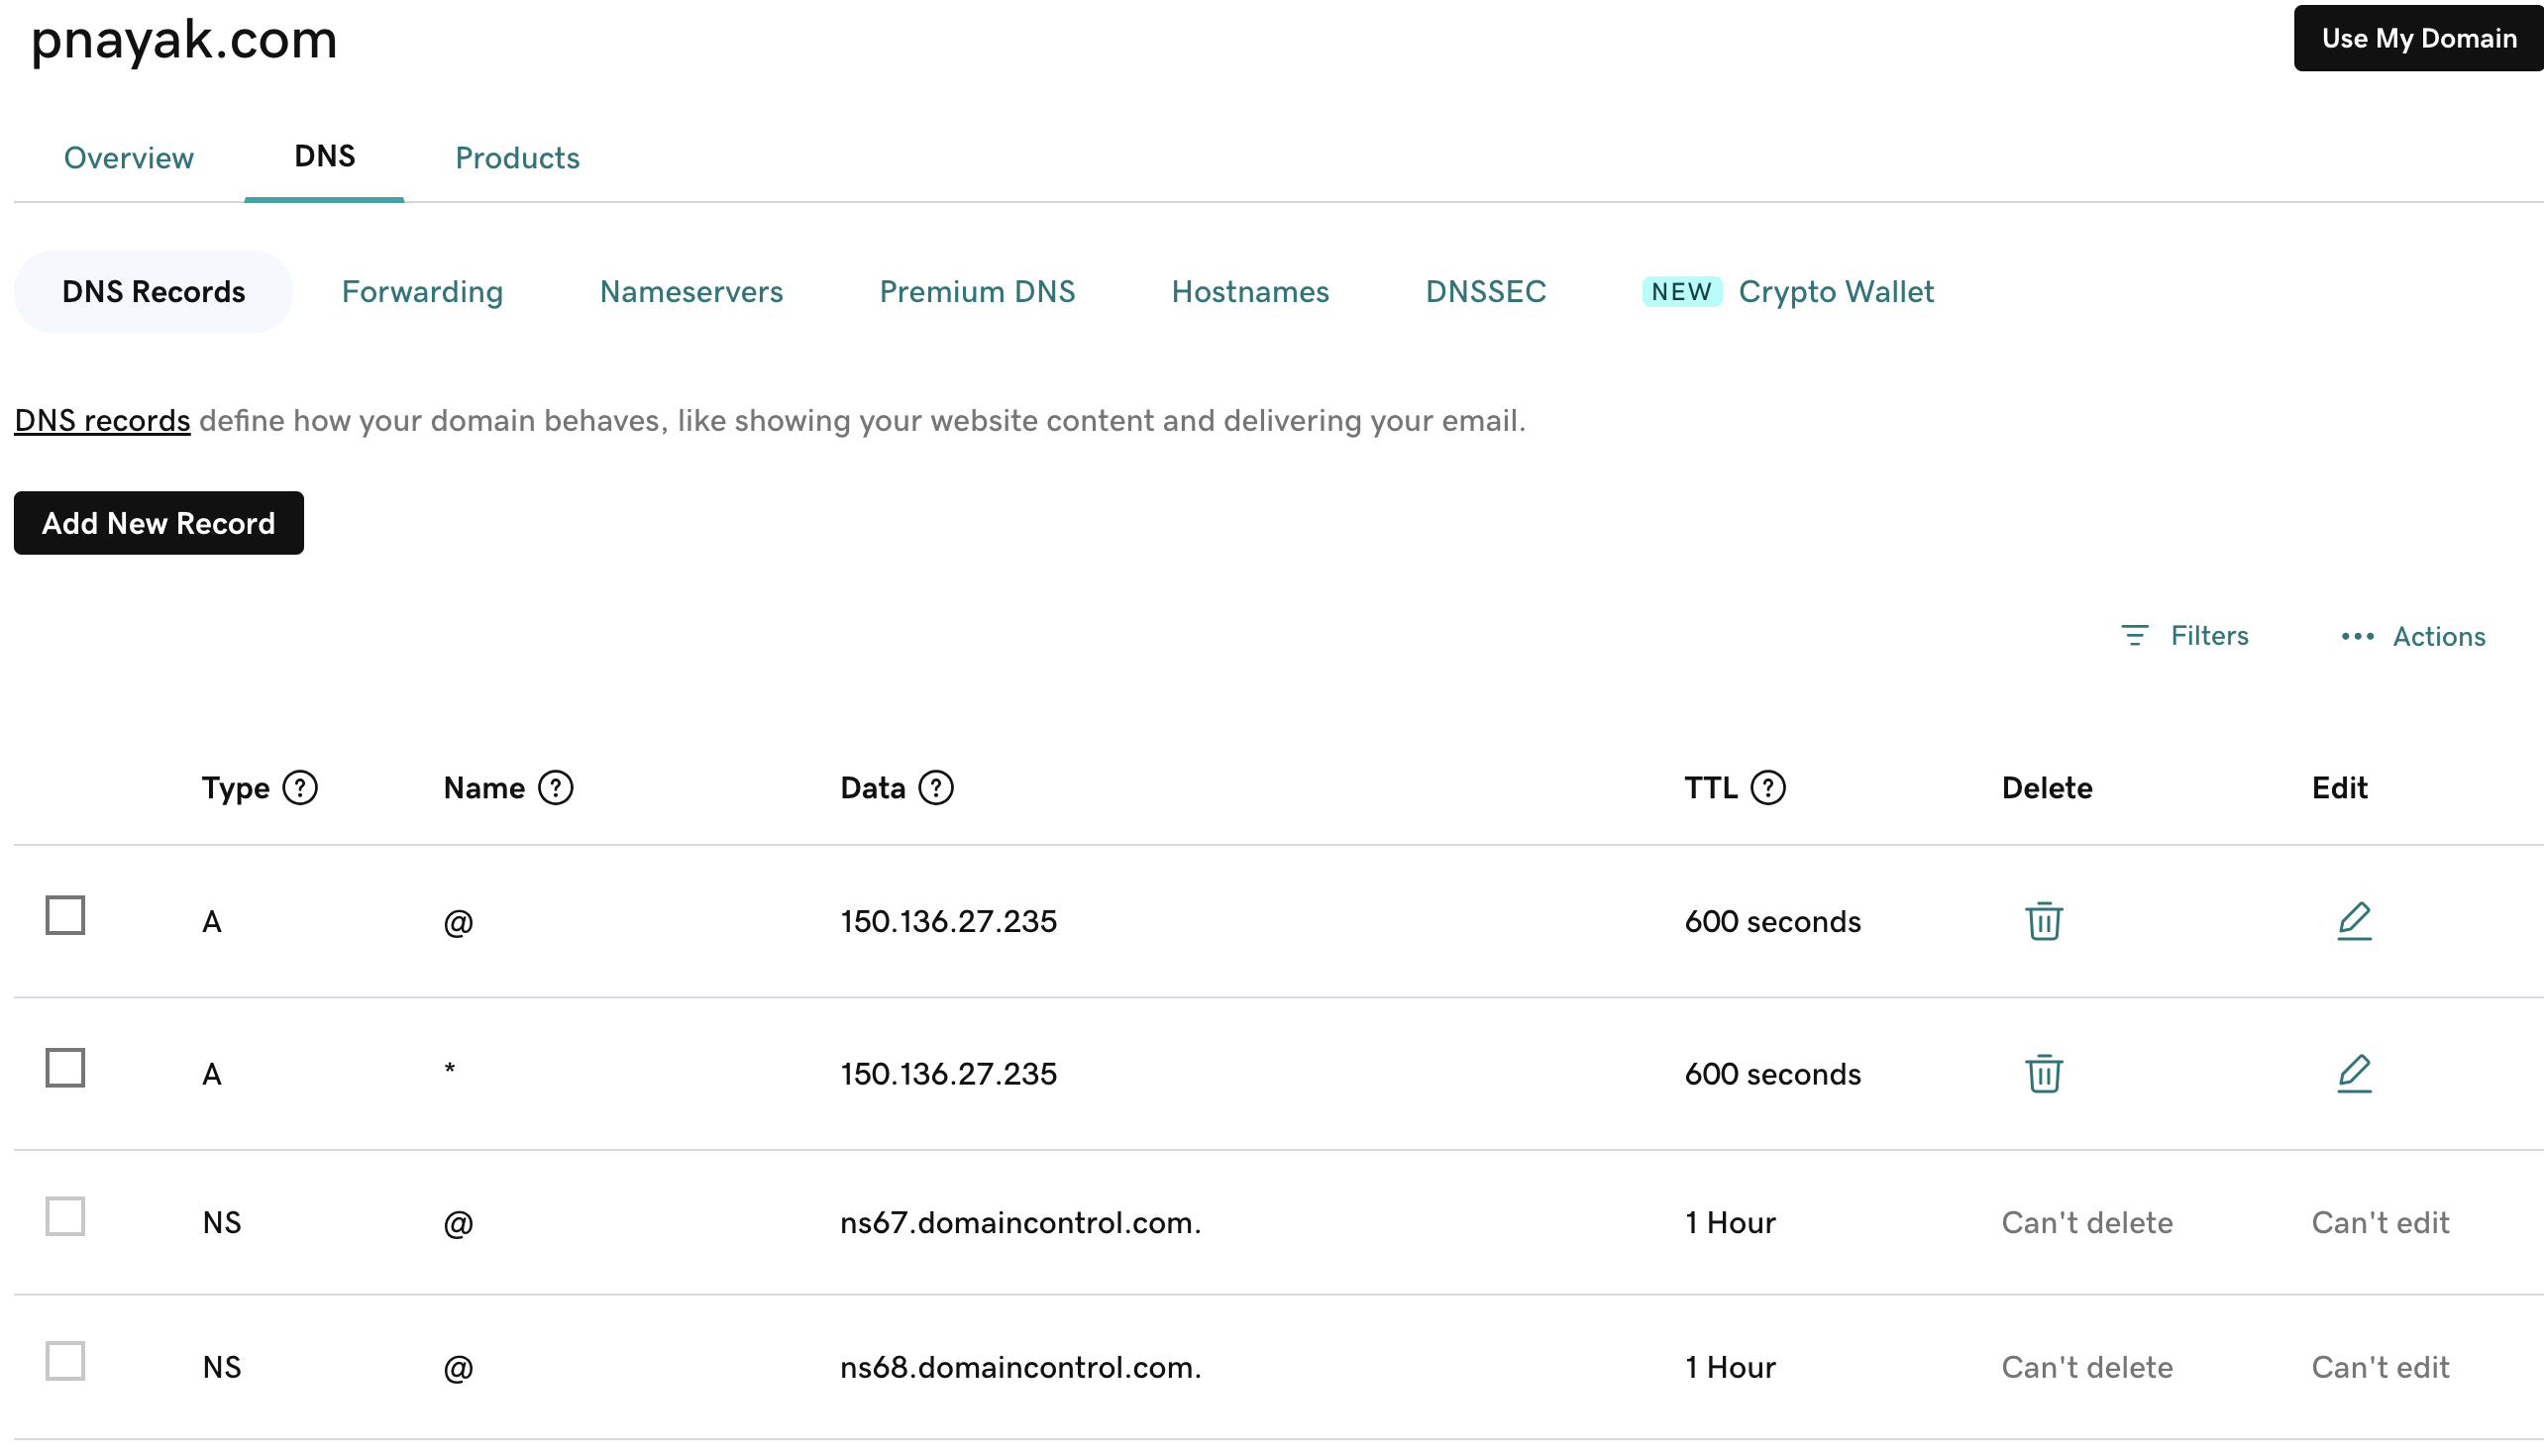 pnayak.com
Use My Domain
Overview DNS Products
DNS Records Forwarding Nameservers Premium DNS Hostnames DNSSEC NEW Crypto Wallet
DNS records define how your domain behaves, like showing your website content and delivering your email.
Add New Record
Filters ••• Actions
Type ? Name ? Data ? TTL ? Delete Edit
A @ 150.136.27.235 600 seconds
A * 150.136.27.235 600 seconds
NS @ ns67.domaincontrol.com. 1 Hour Can't delete Can't edit
NS @ ns68.domaincontrol.com. 1 Hour Can't delete Can't edit